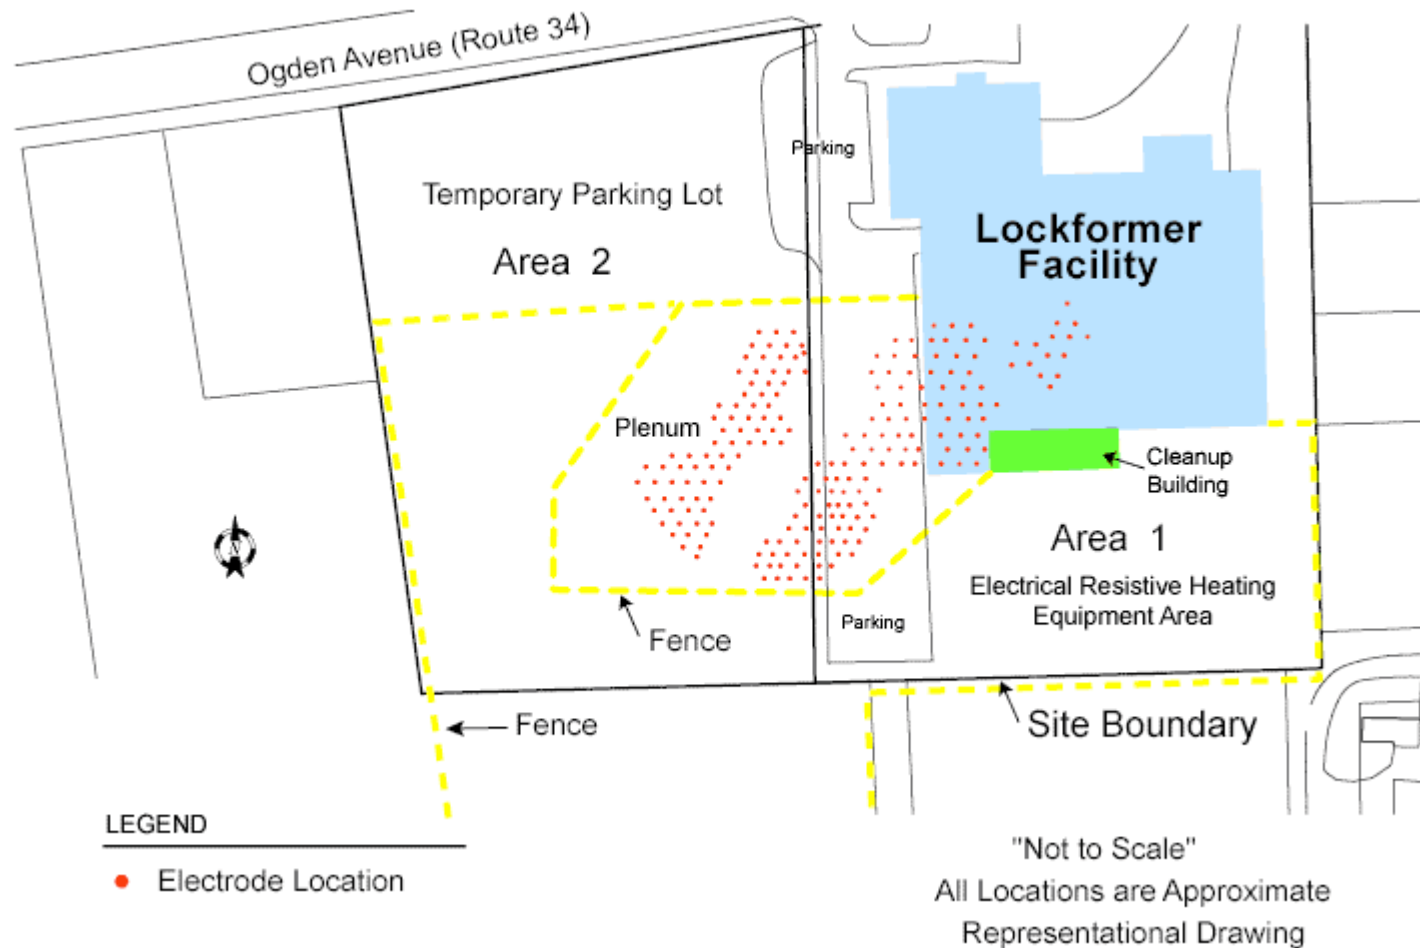 Ogden Avenue (Route 34)
Parking
Temporary Parking Lot
Area 2
Lockformer
Facility
Plenum
Cleanup
Building
Area 1
Electrical Resistive Heating
Equipment Area
N
Parking
Fence
Fence
Site Boundary
LEGEND
Electrode Location
"Not to Scale"
All Locations are Approximate
Representational Drawing